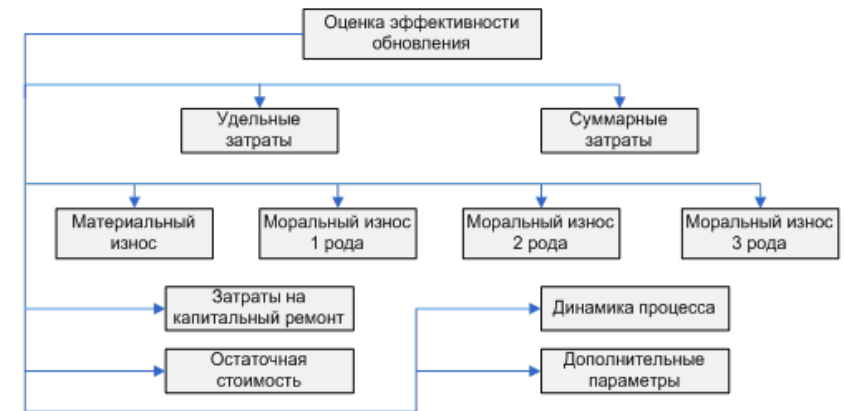 Оценка эффективности
обновления
Удельные
затраты
Суммарные
затраты
Материальный
износ
Моральный износ
1 рода
Моральный износ
2 рода
Моральный износ
3 рода
Затраты на
капитальный ремонт
Динамика процесса
Остаточная
стоимость
Дополнительные
параметры